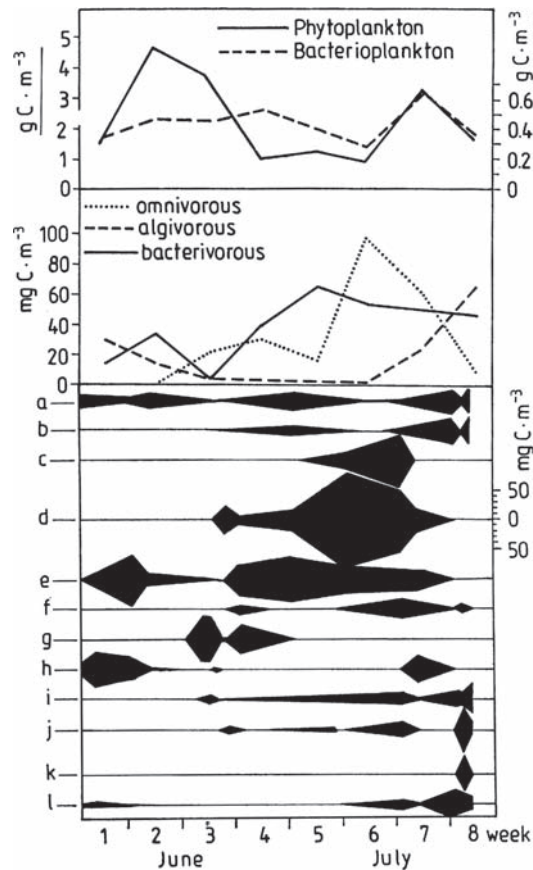 Phytoplankton
Bacterioplankton
g C · m⁻³
5
4
3
2
1
0
g C · m⁻³
0.6
0.4
0.2
0
omnivorous
algivorous
bacterivorous
mg C · m⁻³
100
80
60
40
20
0
a
b
c
d
e
f
g
h
i
j
k
l
mg C · m⁻³
50
0
50
1 2 3 4 5 6 7 8 week
June July